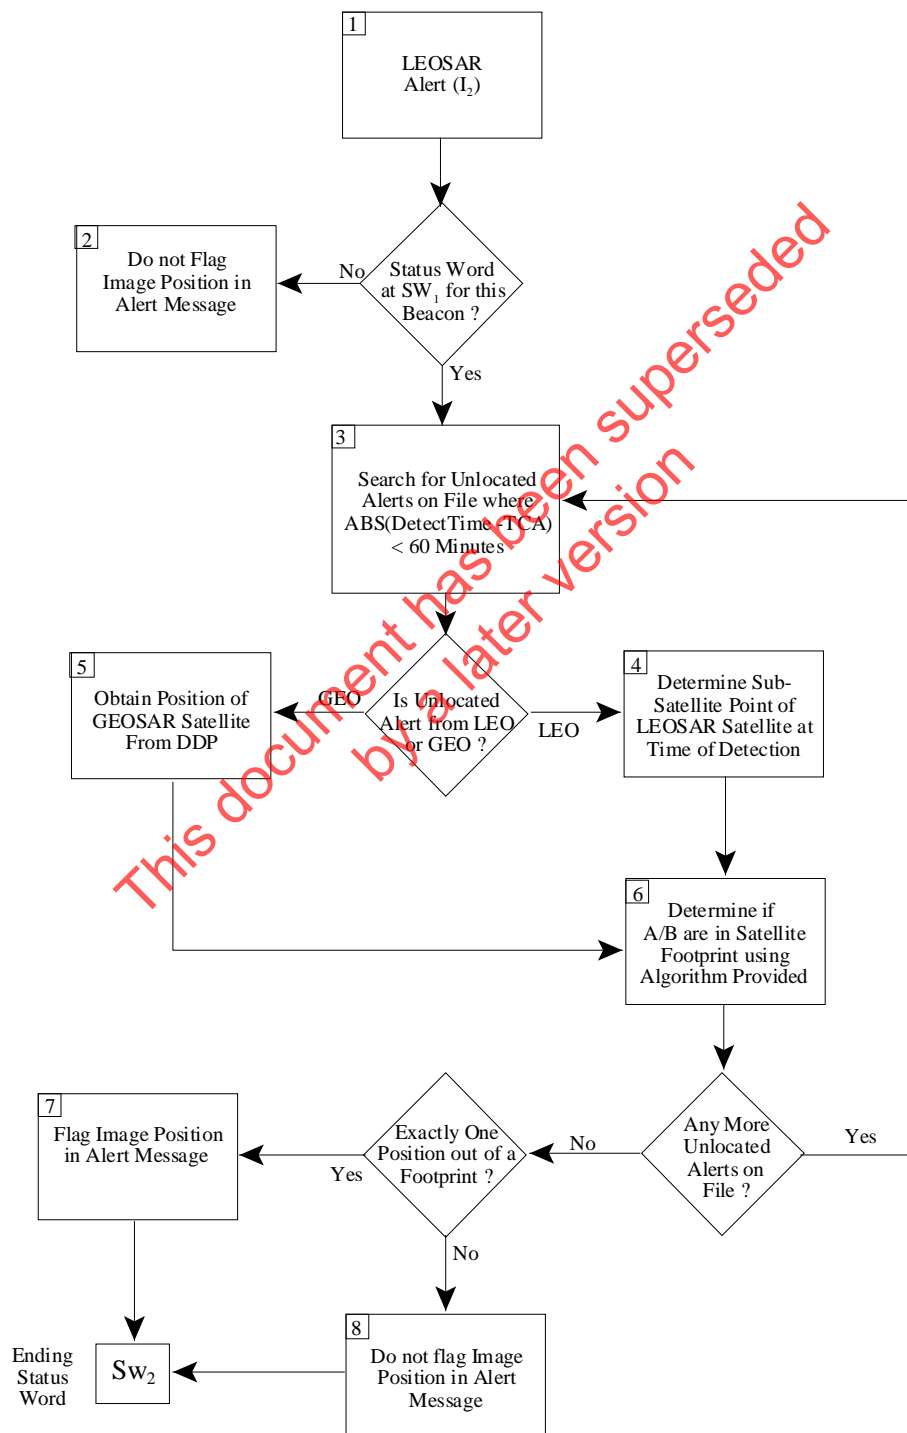 1
LEOSAR
Alert (I2)
2
Do not Flag
Image Position in
Alert Message
No
Status Word
at SW1 for this
Beacon ?
Yes
3
Search for Unlocated
Alerts on File where
ABS(DetectTime -TCA)
< 60 Minutes
5
Obtain Position of
GEOSAR Satellite
From DDP
GEO
Is Unlocated
Alert from LEO
or GEO ?
LEO
4
Determine Sub-
Satellite Point of
LEOSAR Satellite at
Time of Detection
6
Determine if
A/B are in Satellite
Footprint using
Algorithm Provided
7
Flag Image Position
in Alert Message
Yes
Exactly One
Position out of a
Footprint ?
No
Any More
Unlocated
Alerts on
File ?
Yes
No
8
Do not flag Image
Position in Alert
Message
Ending
Status
Word
Sw2
This document has been superseded
by a later version